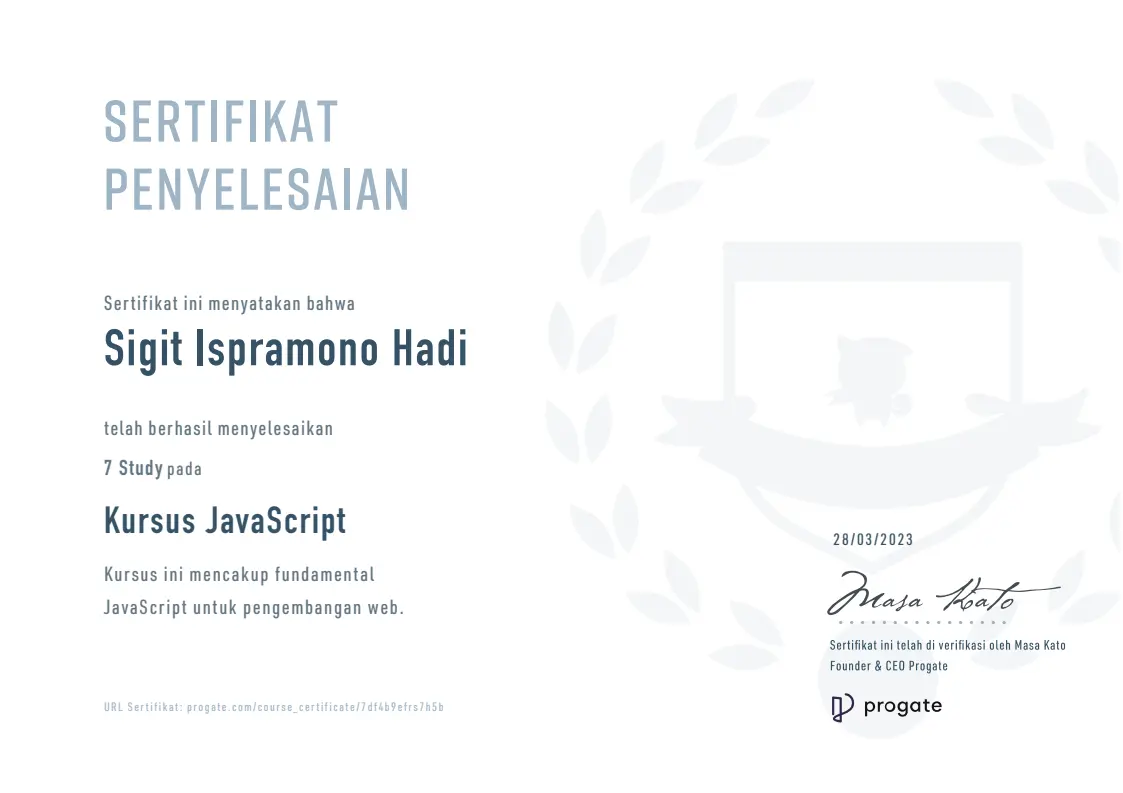 SERTIFIKAT
PENYELESAIAN
Sertifikat ini menyatakan bahwa
Sigit Ispramono Hadi
telah berhasil menyelesaikan
7 Study pada
Kursus JavaScript
Kursus ini mencakup fundamental
JavaScript untuk pengembangan web.
URL Sertifikat: progate.com/course_certificate/7df4b9efrs7h5b
28/03/2023
Masa Kato
Sertifikat ini telah di verifikasi oleh Masa Kato
Founder & CEO Progate
progate